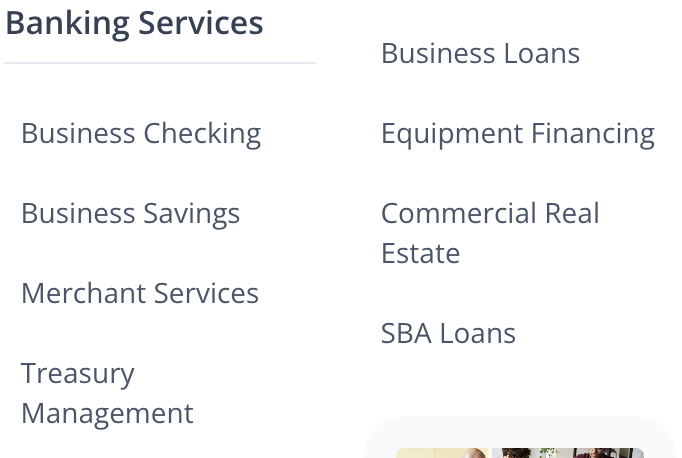 Banking Services
Business Checking
Business Savings
Merchant Services
Treasury
Management
Business Loans
Equipment Financing
Commercial Real
Estate
SBA Loans